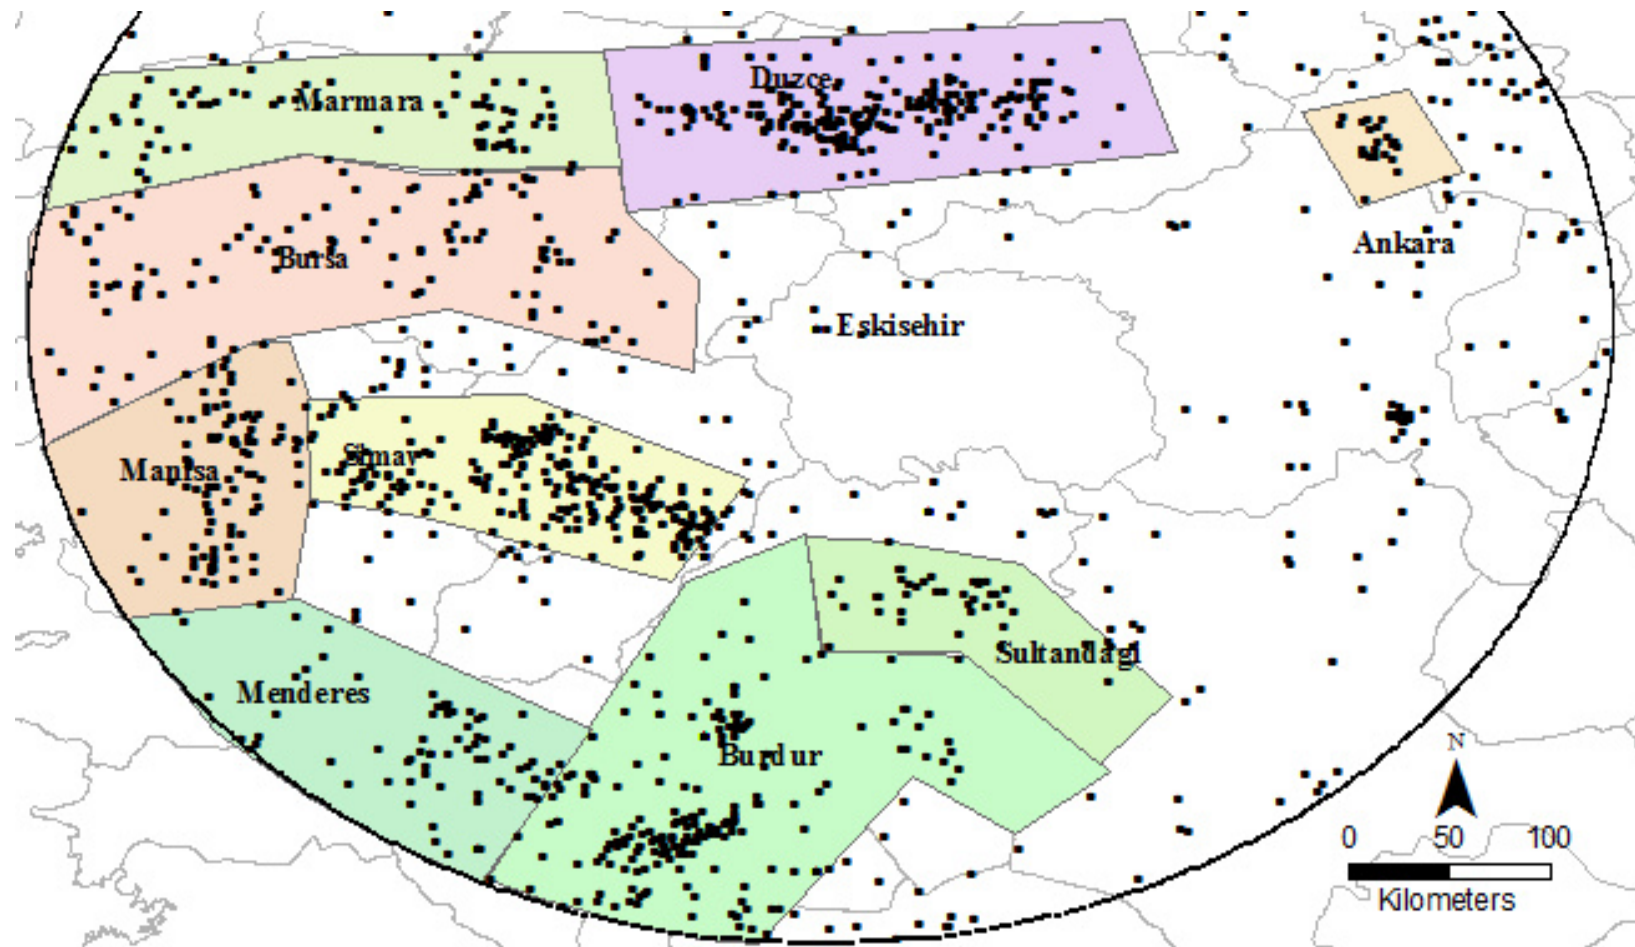 Duzce
Marmara
Ankara
Bursa
Eskisehir
Simav
Manisa
Sultandagi
Menderes
Burdur
N
0 50 100
Kilometers